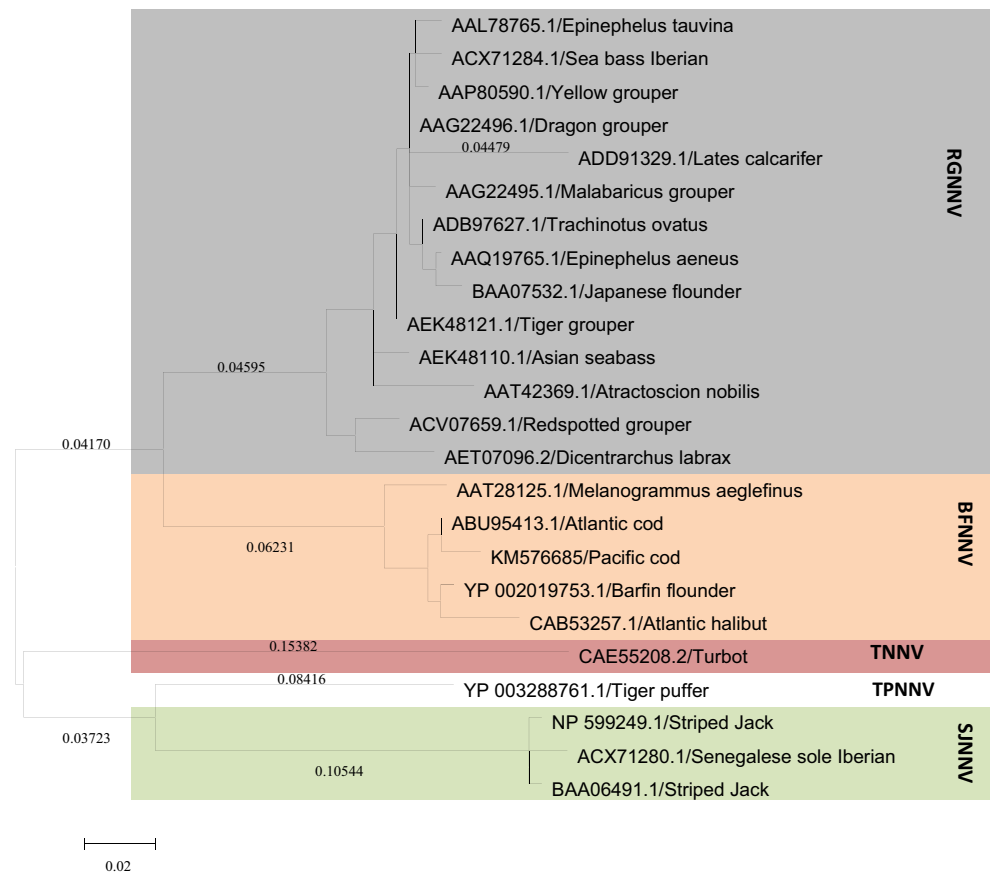 AAL78765.1/Epinephelus tauvina
ACX71284.1/Sea bass Iberian
AAP80590.1/Yellow grouper
AAG22496.1/Dragon grouper
0.04479
ADD91329.1/Lates calcarifer
RGNNV
AAG22495.1/Malabaricus grouper
ADB97627.1/Trachinotus ovatus
AAQ19765.1/Epinephelus aeneus
BAA07532.1/Japanese flounder
AEK48121.1/Tiger grouper
AEK48110.1/Asian seabass
0.04595
AAT42369.1/Atractoscion nobilis
ACV07659.1/Redspotted grouper
0.04170
AET07096.2/Dicentrarchus labrax
AAT28125.1/Melanogrammus aeglefinus
ABU95413.1/Atlantic cod
BFNNV
0.06231
KM576685/Pacific cod
YP 002019753.1/Barfin flounder
CAB53257.1/Atlantic halibut
0.15382
CAE55208.2/Turbot
TNNV
0.08416
YP 003288761.1/Tiger puffer
TPNNV
NP 599249.1/Striped Jack
0.03723
ACX71280.1/Senegalese sole Iberian
SJNNV
0.10544
BAA06491.1/Striped Jack
0.02